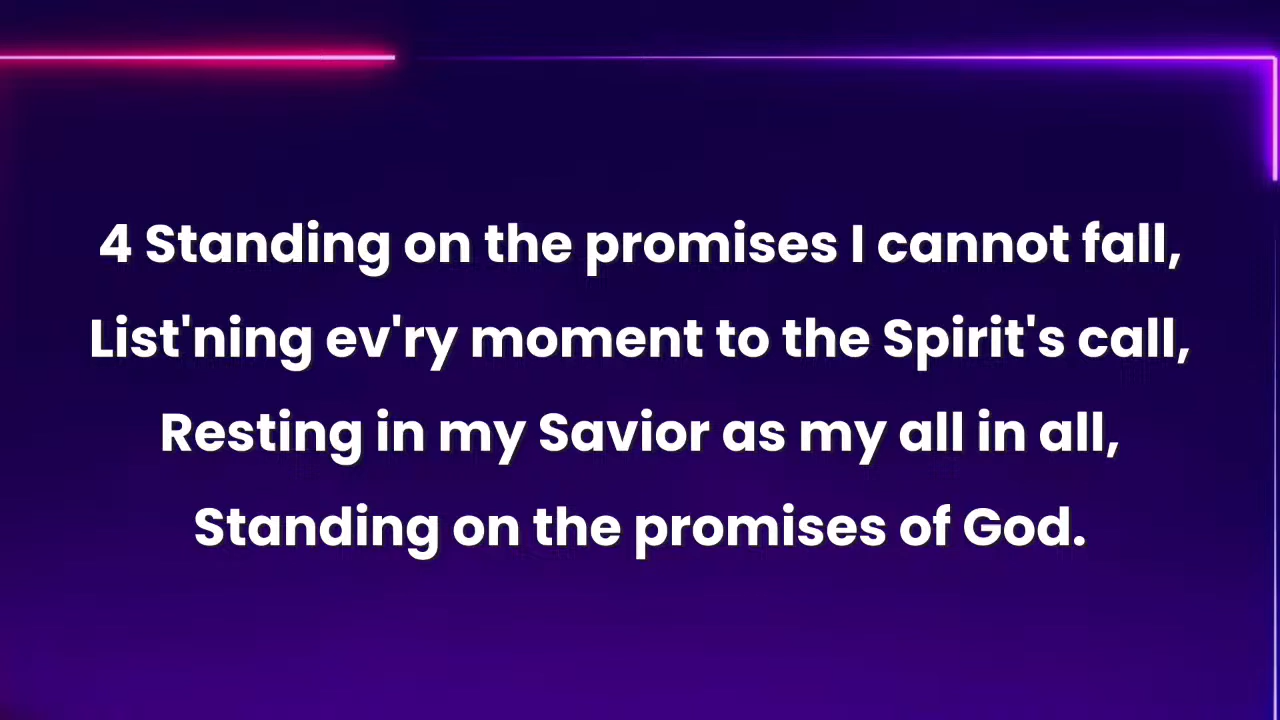 4 Standing on the promises I cannot fall,
List'ning ev'ry moment to the Spirit's call,
Resting in my Savior as my all in all,
Standing on the promises of God.